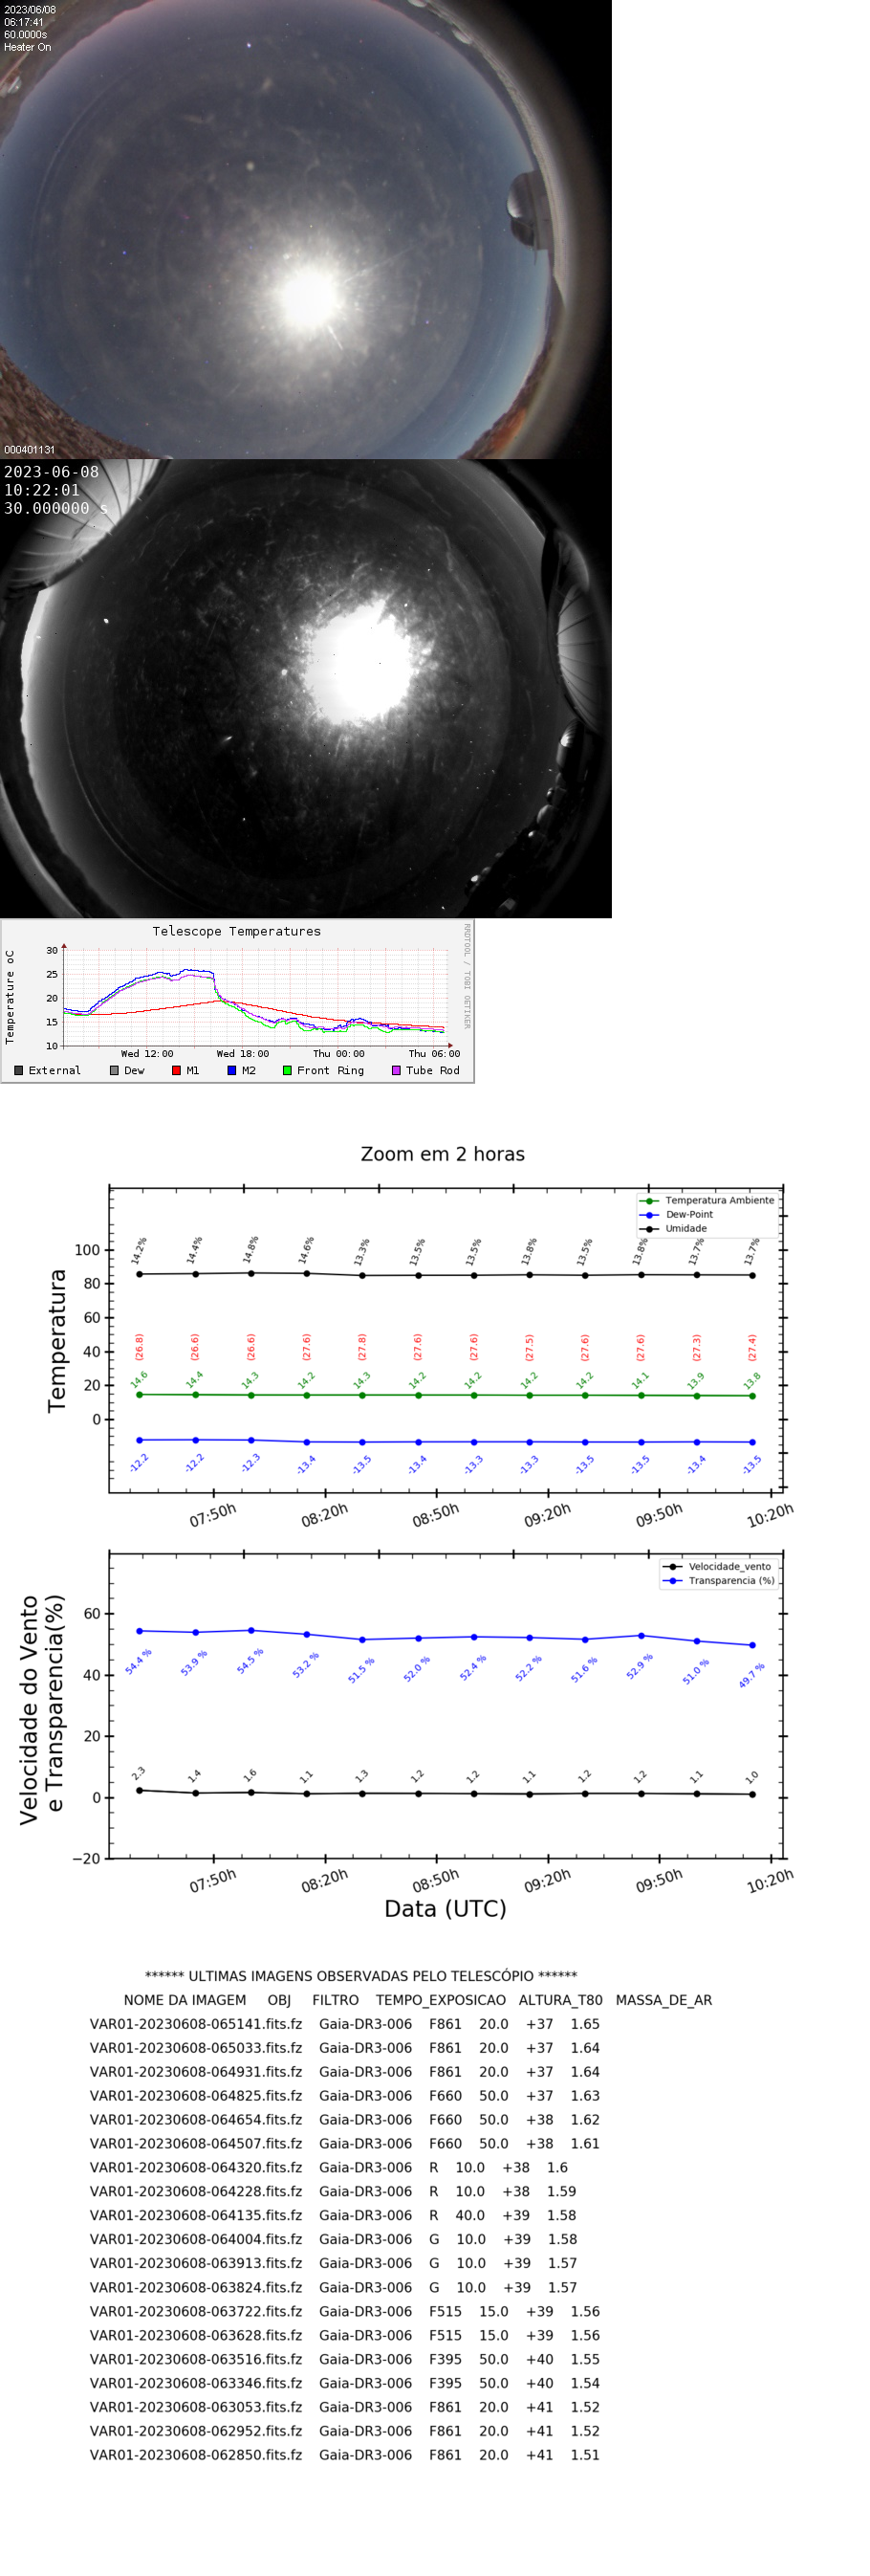 2023/06/08
06:17:41
60.0000s
Heater On
000401131
2023-06-08
10:22:01
30.000000 s
Telescope Temperatures
RRDTOOL / TOBI OETIKER
Temperature oC
30
25
20
15
10
Wed 12:00 Wed 18:00 Thu 00:00 Thu 06:00
External Dew M1 M2 Front Ring Tube Rod
Zoom em 2 horas
Temperatura Ambiente
Dew-Point
Umidade
Temperatura
100
80
60
40
20
0
14.2% 14.4% 14.8% 14.6% 13.3% 13.5% 13.5% 13.8% 13.5% 13.8% 13.7% 13.7%
(26.8) (26.6) (26.6) (27.6) (27.8) (27.6) (27.6) (27.5) (27.6) (27.6) (27.3) (27.4)
14.6 14.4 14.3 14.2 14.3 14.2 14.2 14.2 14.2 14.1 13.9 13.8
-12.2 -12.2 -12.3 -13.4 -13.5 -13.4 -13.3 -13.3 -13.5 -13.5 -13.4 -13.5
07:50h 08:20h 08:50h 09:20h 09:50h 10:20h
Velocidade_vento
Transparencia (%)
Velocidade do Vento
e Transparencia(%)
60
40
20
0
−20
54.4 % 53.9 % 54.5 % 53.2 % 51.5 % 52.0 % 52.4 % 52.2 % 51.6 % 52.9 % 51.0 % 49.7 %
2.3 1.4 1.6 1.1 1.3 1.2 1.2 1.1 1.2 1.2 1.1 1.0
07:50h 08:20h 08:50h 09:20h 09:50h 10:20h
Data (UTC)
****** ULTIMAS IMAGENS OBSERVADAS PELO TELESCÓPIO ******
NOME DA IMAGEM OBJ FILTRO TEMPO_EXPOSICAO ALTURA_T80 MASSA_DE_AR
VAR01-20230608-065141.fits.fz Gaia-DR3-006 F861 20.0 +37 1.65
VAR01-20230608-065033.fits.fz Gaia-DR3-006 F861 20.0 +37 1.64
VAR01-20230608-064931.fits.fz Gaia-DR3-006 F861 20.0 +37 1.64
VAR01-20230608-064825.fits.fz Gaia-DR3-006 F660 50.0 +37 1.63
VAR01-20230608-064654.fits.fz Gaia-DR3-006 F660 50.0 +38 1.62
VAR01-20230608-064507.fits.fz Gaia-DR3-006 F660 50.0 +38 1.61
VAR01-20230608-064320.fits.fz Gaia-DR3-006 R 10.0 +38 1.6
VAR01-20230608-064228.fits.fz Gaia-DR3-006 R 10.0 +38 1.59
VAR01-20230608-064135.fits.fz Gaia-DR3-006 R 40.0 +39 1.58
VAR01-20230608-064004.fits.fz Gaia-DR3-006 G 10.0 +39 1.58
VAR01-20230608-063913.fits.fz Gaia-DR3-006 G 10.0 +39 1.57
VAR01-20230608-063824.fits.fz Gaia-DR3-006 G 10.0 +39 1.57
VAR01-20230608-063722.fits.fz Gaia-DR3-006 F515 15.0 +39 1.56
VAR01-20230608-063628.fits.fz Gaia-DR3-006 F515 15.0 +39 1.56
VAR01-20230608-063516.fits.fz Gaia-DR3-006 F395 50.0 +40 1.55
VAR01-20230608-063346.fits.fz Gaia-DR3-006 F395 50.0 +40 1.54
VAR01-20230608-063053.fits.fz Gaia-DR3-006 F861 20.0 +41 1.52
VAR01-20230608-062952.fits.fz Gaia-DR3-006 F861 20.0 +41 1.52
VAR01-20230608-062850.fits.fz Gaia-DR3-006 F861 20.0 +41 1.51